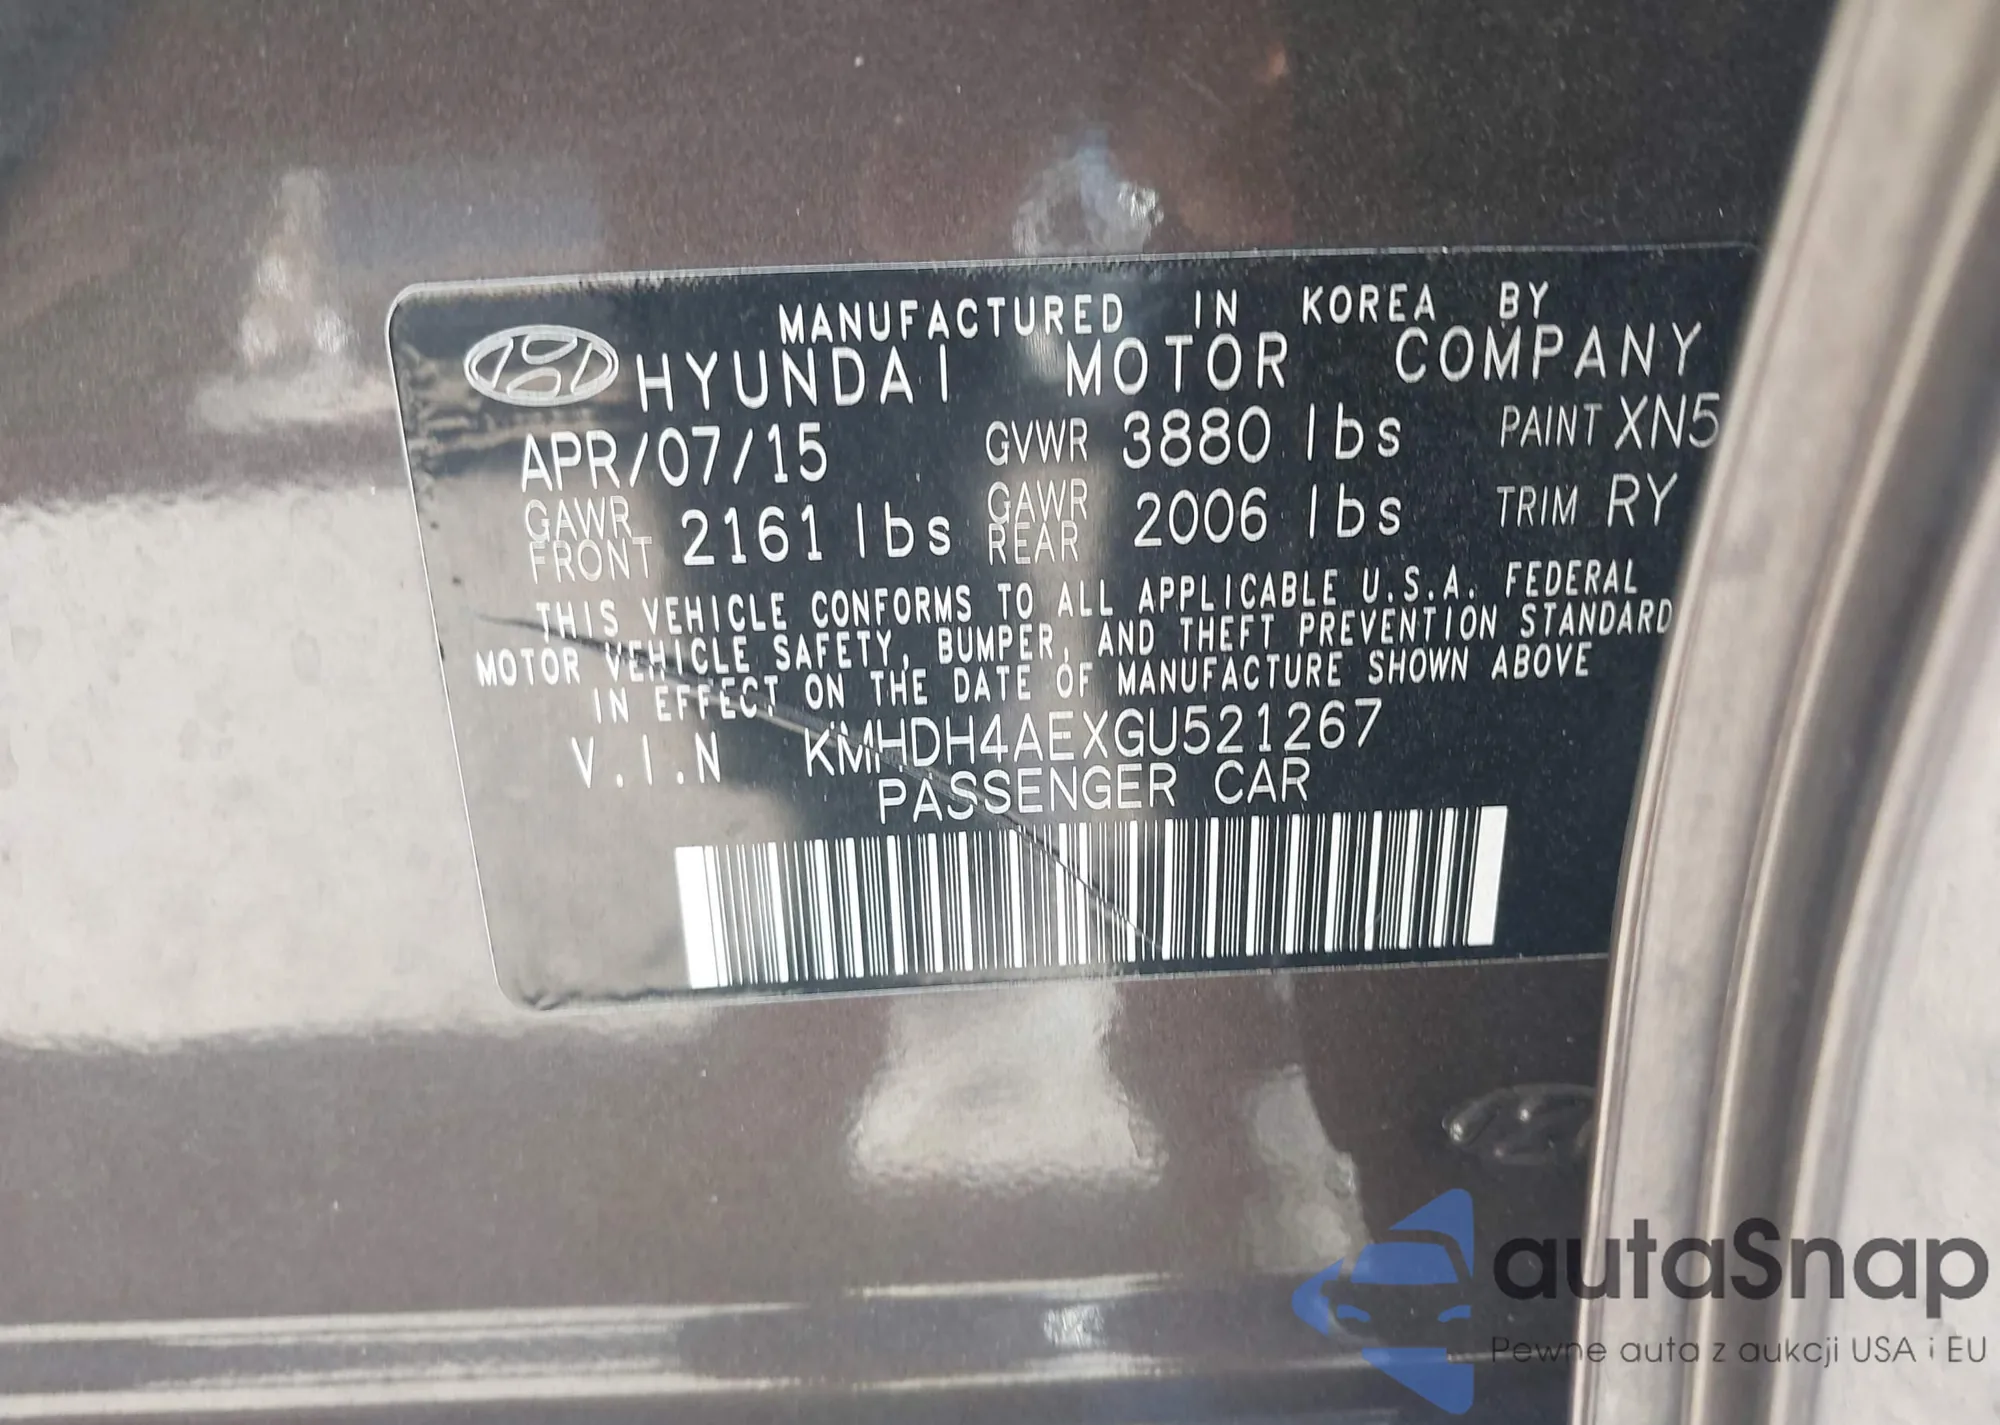 MANUFACTURED IN KOREA BY
HYUNDAI MOTOR COMPANY
APR/07/15 GVWR 3880 lbs PAINT XN5
GAWR FRONT 2161 lbs GAWR REAR 2006 lbs TRIM RY
THIS VEHICLE CONFORMS TO ALL APPLICABLE U.S.A. FEDERAL
MOTOR VEHICLE SAFETY, BUMPER, AND THEFT PREVENTION STANDARD
IN EFFECT ON THE DATE OF MANUFACTURE SHOWN ABOVE
V.I.N KMHDH4AEXGU521267
PASSENGER CAR
autaSnap
Pewne auta z aukcji USA i EU